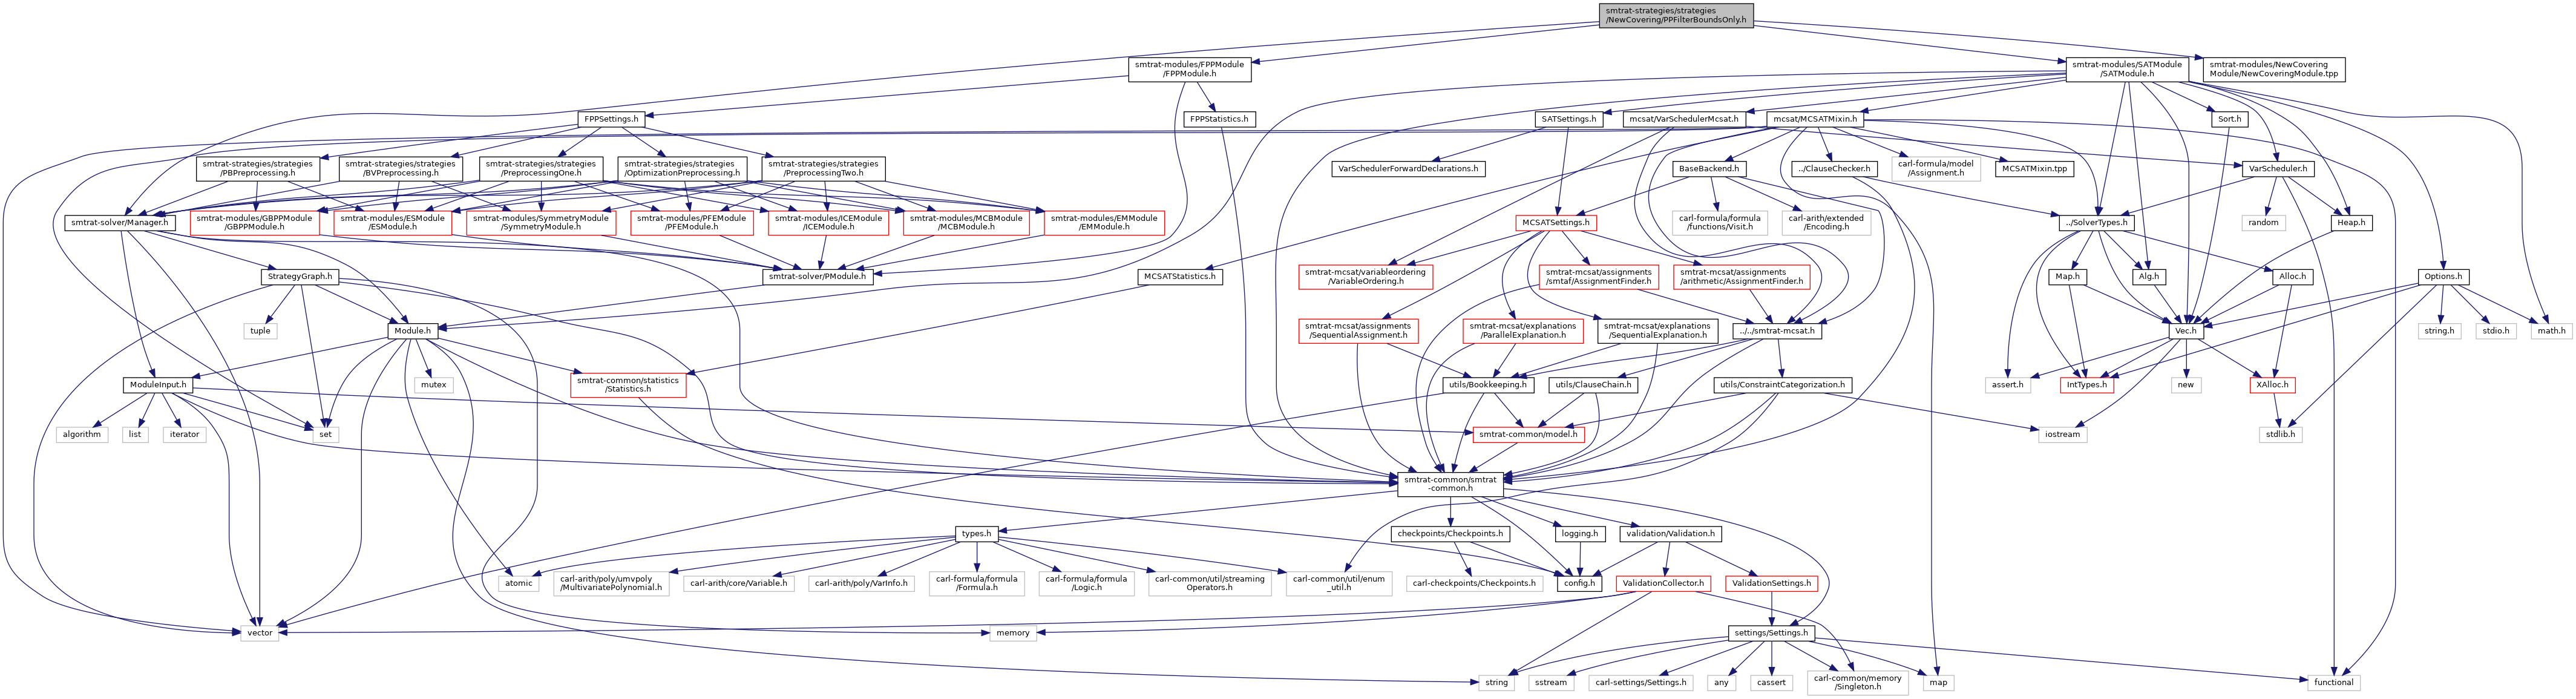 smtrat-strategies/strategies
/NewCovering/PPFilterBoundsOnly.h
smtrat-modules/FPPModule
/FPPModule.h
smtrat-modules/SATModule
/SATModule.h
smtrat-modules/NewCovering
Module/NewCoveringModule.tpp
FPPSettings.h
FPPStatistics.h
SATSettings.h
mcsat/VarSchedulerMcsat.h
mcsat/MCSATMixin.h
Sort.h
smtrat-strategies/strategies
/PBPreprocessing.h
smtrat-strategies/strategies
/BVPreprocessing.h
smtrat-strategies/strategies
/PreprocessingOne.h
smtrat-strategies/strategies
/OptimizationPreprocessing.h
smtrat-strategies/strategies
/PreprocessingTwo.h
VarSchedulerForwardDeclarations.h
BaseBackend.h
../ClauseChecker.h
carl-formula/model
/Assignment.h
MCSATMixin.tpp
VarScheduler.h
smtrat-solver/Manager.h
smtrat-modules/GBPPModule
/GBPPModule.h
smtrat-modules/ESModule
/ESModule.h
smtrat-modules/SymmetryModule
/SymmetryModule.h
smtrat-modules/PFEModule
/PFEModule.h
smtrat-modules/ICEModule
/ICEModule.h
smtrat-modules/MCBModule
/MCBModule.h
smtrat-modules/EMModule
/EMModule.h
MCSATSettings.h
carl-formula/formula
/functions/Visit.h
carl-arith/extended
/Encoding.h
../SolverTypes.h
random
Heap.h
StrategyGraph.h
smtrat-solver/PModule.h
MCSATStatistics.h
smtrat-mcsat/variableordering
/VariableOrdering.h
smtrat-mcsat/assignments
/smtaf/AssignmentFinder.h
smtrat-mcsat/assignments
/arithmetic/AssignmentFinder.h
Map.h
Alg.h
Alloc.h
Options.h
tuple
Module.h
smtrat-mcsat/assignments
/SequentialAssignment.h
smtrat-mcsat/explanations
/ParallelExplanation.h
smtrat-mcsat/explanations
/SequentialExplanation.h
../../smtrat-mcsat.h
Vec.h
string.h
stdio.h
math.h
ModuleInput.h
mutex
smtrat-common/statistics
/Statistics.h
utils/Bookkeeping.h
utils/ClauseChain.h
utils/ConstraintCategorization.h
assert.h
IntTypes.h
new
XAlloc.h
algorithm
list
iterator
set
smtrat-common/model.h
iostream
stdlib.h
smtrat-common/smtrat
-common.h
types.h
checkpoints/Checkpoints.h
logging.h
validation/Validation.h
atomic
carl-arith/poly/umvpoly
/MultivariatePolynomial.h
carl-arith/core/Variable.h
carl-arith/poly/VarInfo.h
carl-formula/formula
/Formula.h
carl-formula/formula
/Logic.h
carl-common/util/streaming
Operators.h
carl-common/util/enum
_util.h
carl-checkpoints/Checkpoints.h
config.h
ValidationCollector.h
ValidationSettings.h
vector
memory
settings/Settings.h
string
sstream
carl-settings/Settings.h
any
cassert
carl-common/memory
/Singleton.h
map
functional